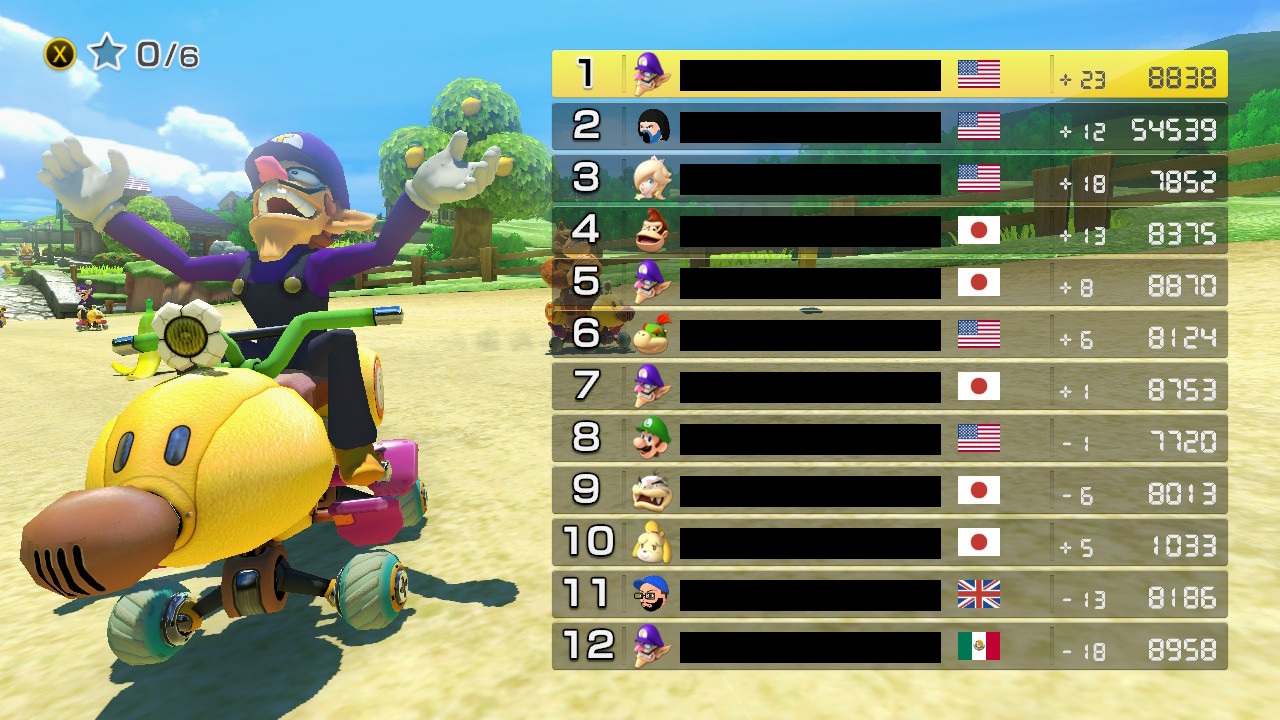 X 0/6
1 + 23 8838
2 + 12 54539
3 + 18 7852
4 + 13 8375
5 + 8 8870
6 + 6 8124
7 + 1 8753
8 - 1 7720
9 - 6 8013
10 + 5 1033
11 - 13 8186
12 - 18 8958